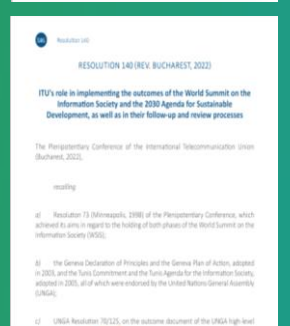 Resolution 140
RESOLUTION 140 (REV. BUCHAREST, 2022)
ITU's role in implementing the outcomes of the World Summit on the
Information Society and the 2030 Agenda for Sustainable
Development, as well as in their follow-up and review processes
The Plenipotentiary Conference of the International Telecommunication Union
(Bucharest, 2022),
recalling
a) Resolution 73 (Minneapolis, 1998) of the Plenipotentiary Conference, which
achieved its aims in regard to the holding of both phases of the World Summit on the
Information Society (WSIS);
b) the Geneva Declaration of Principles and the Geneva Plan of Action, adopted
in 2003, and the Tunis Commitment and the Tunis Agenda for the Information Society,
adopted in 2005, all of which were endorsed by the United Nations General Assembly
(UNGA);
c) UNGA Resolution 70/125, on the outcome document of the UNGA high-level